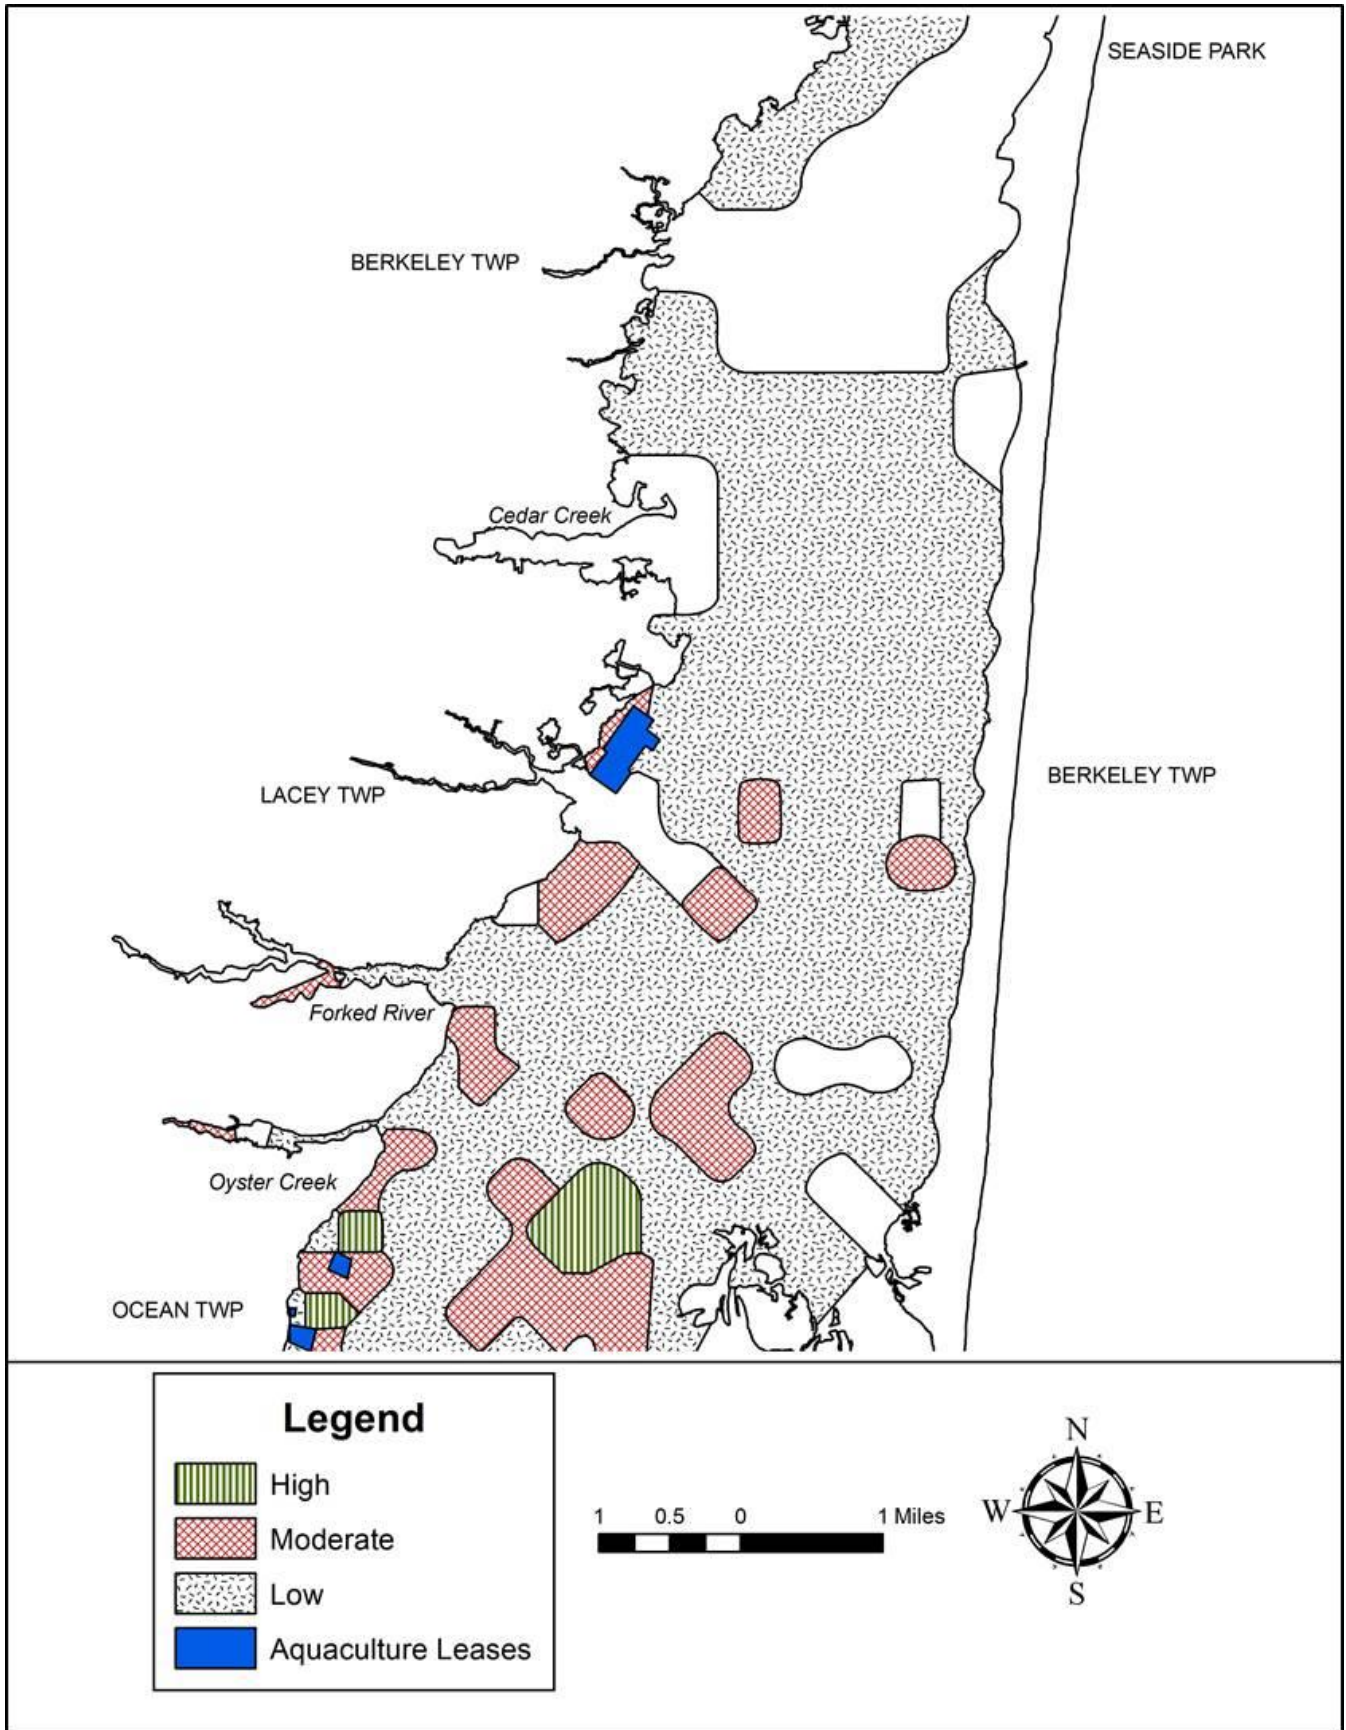 SEASIDE PARK
BERKELEY TWP
Cedar Creek
BERKELEY TWP
LACEY TWP
Forked River
Oyster Creek
OCEAN TWP
Legend
High
Moderate
Low
Aquaculture Leases
1 0.5 0 1 Miles
N
W E
S